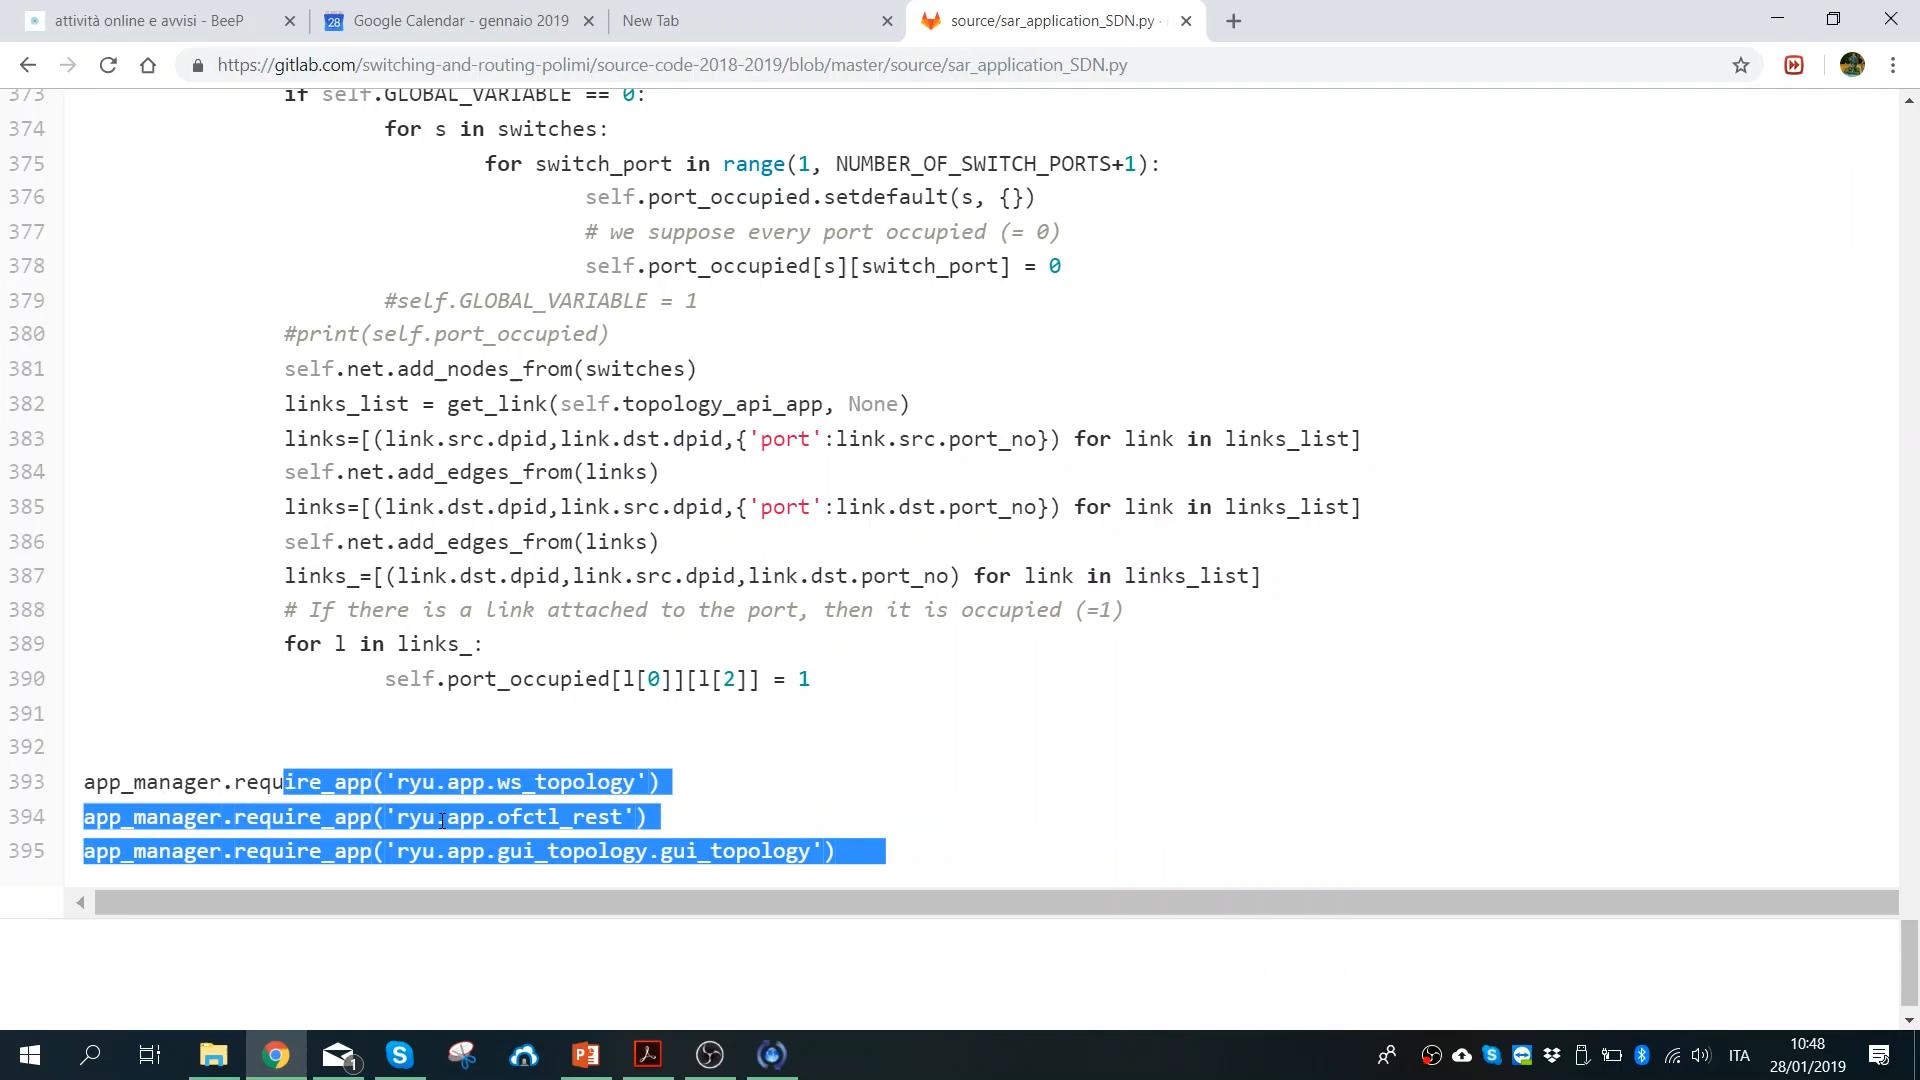 attività online e avvisi - BeeP
28
Google Calendar - gennaio 2019
New Tab
source/sar_application_SDN.py ·
https://gitlab.com/switching-and-routing-polimi/source-code-2018-2019/blob/master/source/sar_application_SDN.py
373 if self.GLOBAL_VARIABLE == 0:
374 for s in switches:
375 for switch_port in range(1, NUMBER_OF_SWITCH_PORTS+1):
376 self.port_occupied.setdefault(s, {})
377 # we suppose every port occupied (= 0)
378 self.port_occupied[s][switch_port] = 0
379 #self.GLOBAL_VARIABLE = 1
380 #print(self.port_occupied)
381 self.net.add_nodes_from(switches)
382 links_list = get_link(self.topology_api_app, None)
383 links=[(link.src.dpid,link.dst.dpid,{'port':link.src.port_no}) for link in links_list]
384 self.net.add_edges_from(links)
385 links=[(link.dst.dpid,link.src.dpid,{'port':link.dst.port_no}) for link in links_list]
386 self.net.add_edges_from(links)
387 links_=[(link.dst.dpid,link.src.dpid,link.dst.port_no) for link in links_list]
388 # If there is a link attached to the port, then it is occupied (=1)
389 for l in links_:
390 self.port_occupied[l[0]][l[2]] = 1
391
392
393 app_manager.require_app('ryu.app.ws_topology')
394 app_manager.require_app('ryu.app.ofctl_rest')
395 app_manager.require_app('ryu.app.gui_topology.gui_topology')
1
ITA
10:48
28/01/2019